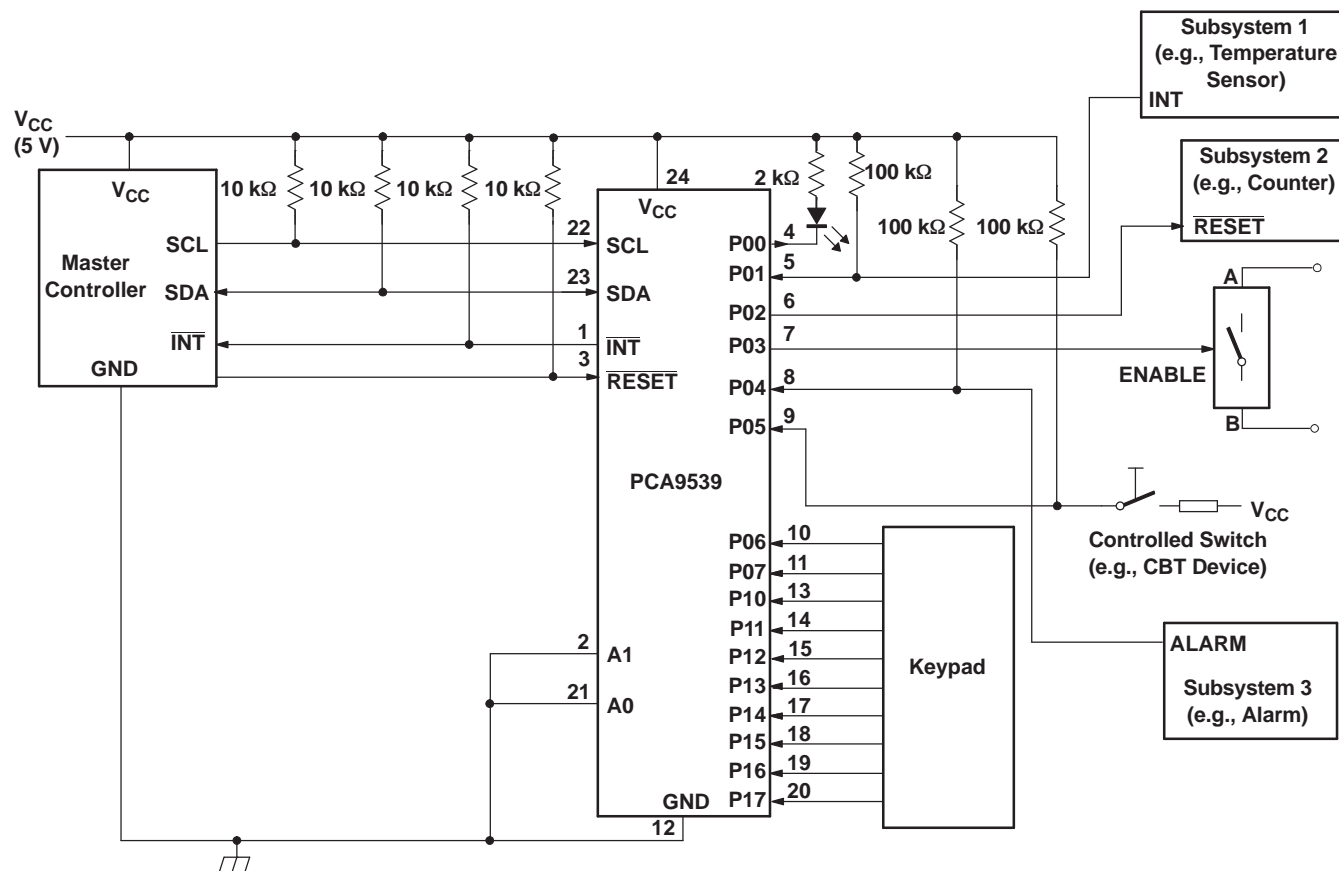 Subsystem 1
(e.g., Temperature
Sensor)
INT
VCC
(5 V)
Subsystem 2
(e.g., Counter)
RESET
10 kΩ
10 kΩ
10 kΩ
10 kΩ
24
2 kΩ
100 kΩ
100 kΩ
100 kΩ
VCC
VCC
Master
Controller
SCL
SDA
INT
GND
22
23
1
3
SCL
SDA
INT
RESET
PCA9539
P00
4
P01
5
P02
6
P03
7
P04
8
P05
9
A
ENABLE
B
VCC
Controlled Switch
(e.g., CBT Device)
P06
10
P07
11
P10
13
P11
14
P12
15
P13
16
P14
17
P15
18
P16
19
P17
20
Keypad
2
A1
21
A0
GND
12
ALARM
Subsystem 3
(e.g., Alarm)